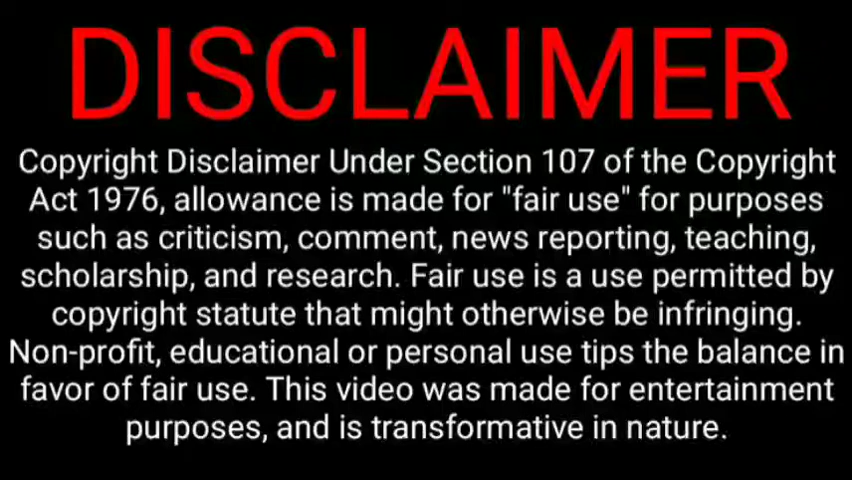 DISCLAIMER
Copyright Disclaimer Under Section 107 of the Copyright
Act 1976, allowance is made for "fair use" for purposes
such as criticism, comment, news reporting, teaching,
scholarship, and research. Fair use is a use permitted by
copyright statute that might otherwise be infringing.
Non-profit, educational or personal use tips the balance in
favor of fair use. This video was made for entertainment
purposes, and is transformative in nature.